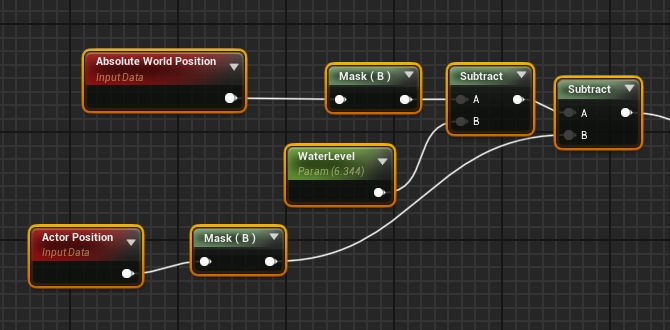 Absolute World Position
Input Data
Mask ( B )
Subtract
A
B
Subtract
A
B
WaterLevel
Param (6.344)
Actor Position
Input Data
Mask ( B )